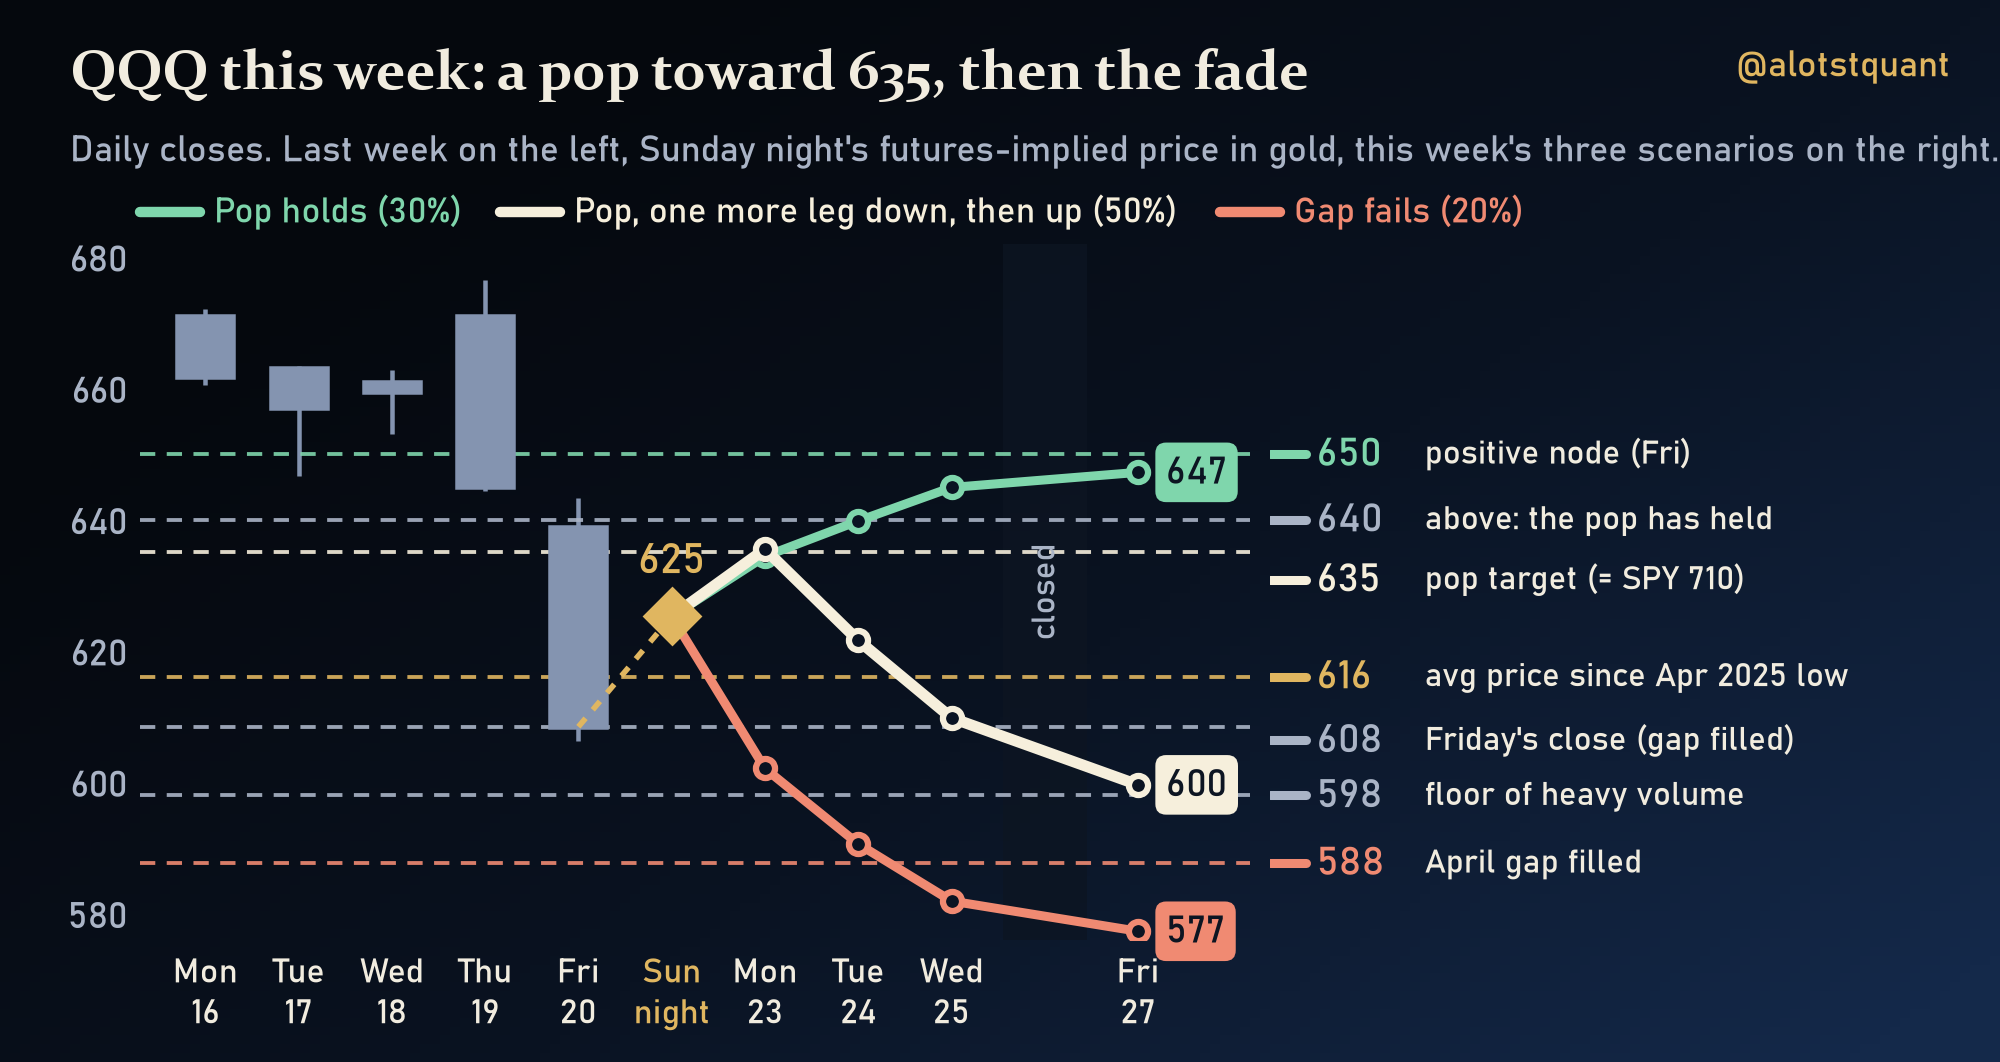 QQQ this week: a pop toward 635, then the fade
@alotstquant
Daily closes. Last week on the left, Sunday night's futures-implied price in gold, this week's three scenarios on the right.
Pop holds (30%)
Pop, one more leg down, then up (50%)
Gap fails (20%)
680
660
640
620
600
580
625
closed
647
600
577
650 positive node (Fri)
640 above: the pop has held
635 pop target (= SPY 710)
616 avg price since Apr 2025 low
608 Friday's close (gap filled)
598 floor of heavy volume
588 April gap filled
Mon Tue Wed Thu Fri Sun Mon Tue Wed Fri
16 17 18 19 20 night 23 24 25 27